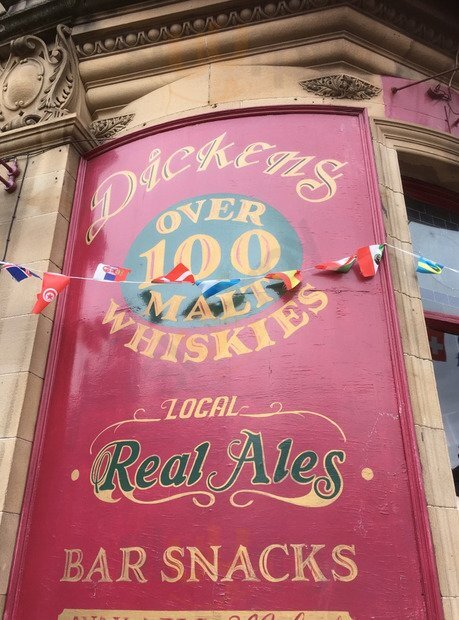 Dickens
OVER
100
MALT
WHISKIES
LOCAL
Real Ales
BAR SNACKS